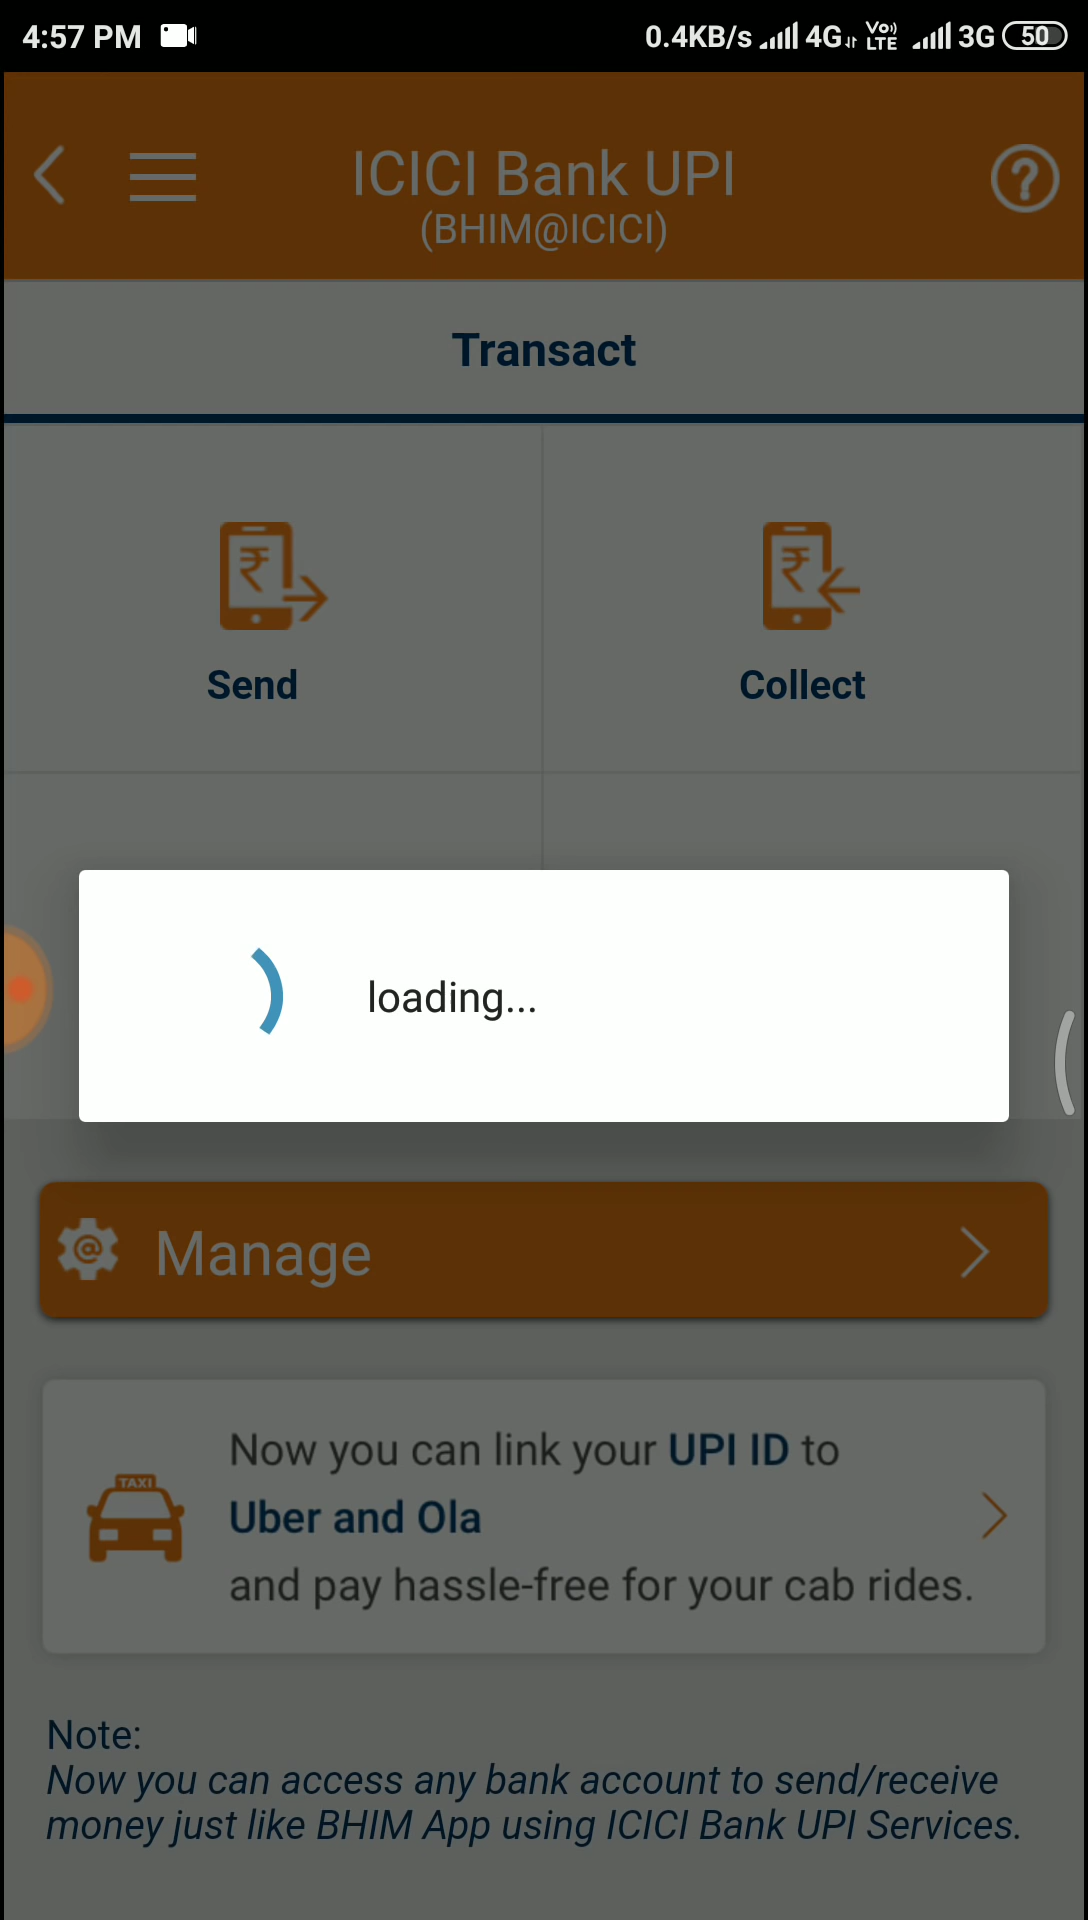 4:57 PM 0.4KB/s 4G VoLTE 3G 50
ICICI Bank UPI
(BHIM@ICICI)
Transact
Send Collect
loading...
@ Manage
TAXI
Now you can link your UPI ID to
Uber and Ola
and pay hassle-free for your cab rides.
Note:
Now you can access any bank account to send/receive
money just like BHIM App using ICICI Bank UPI Services.